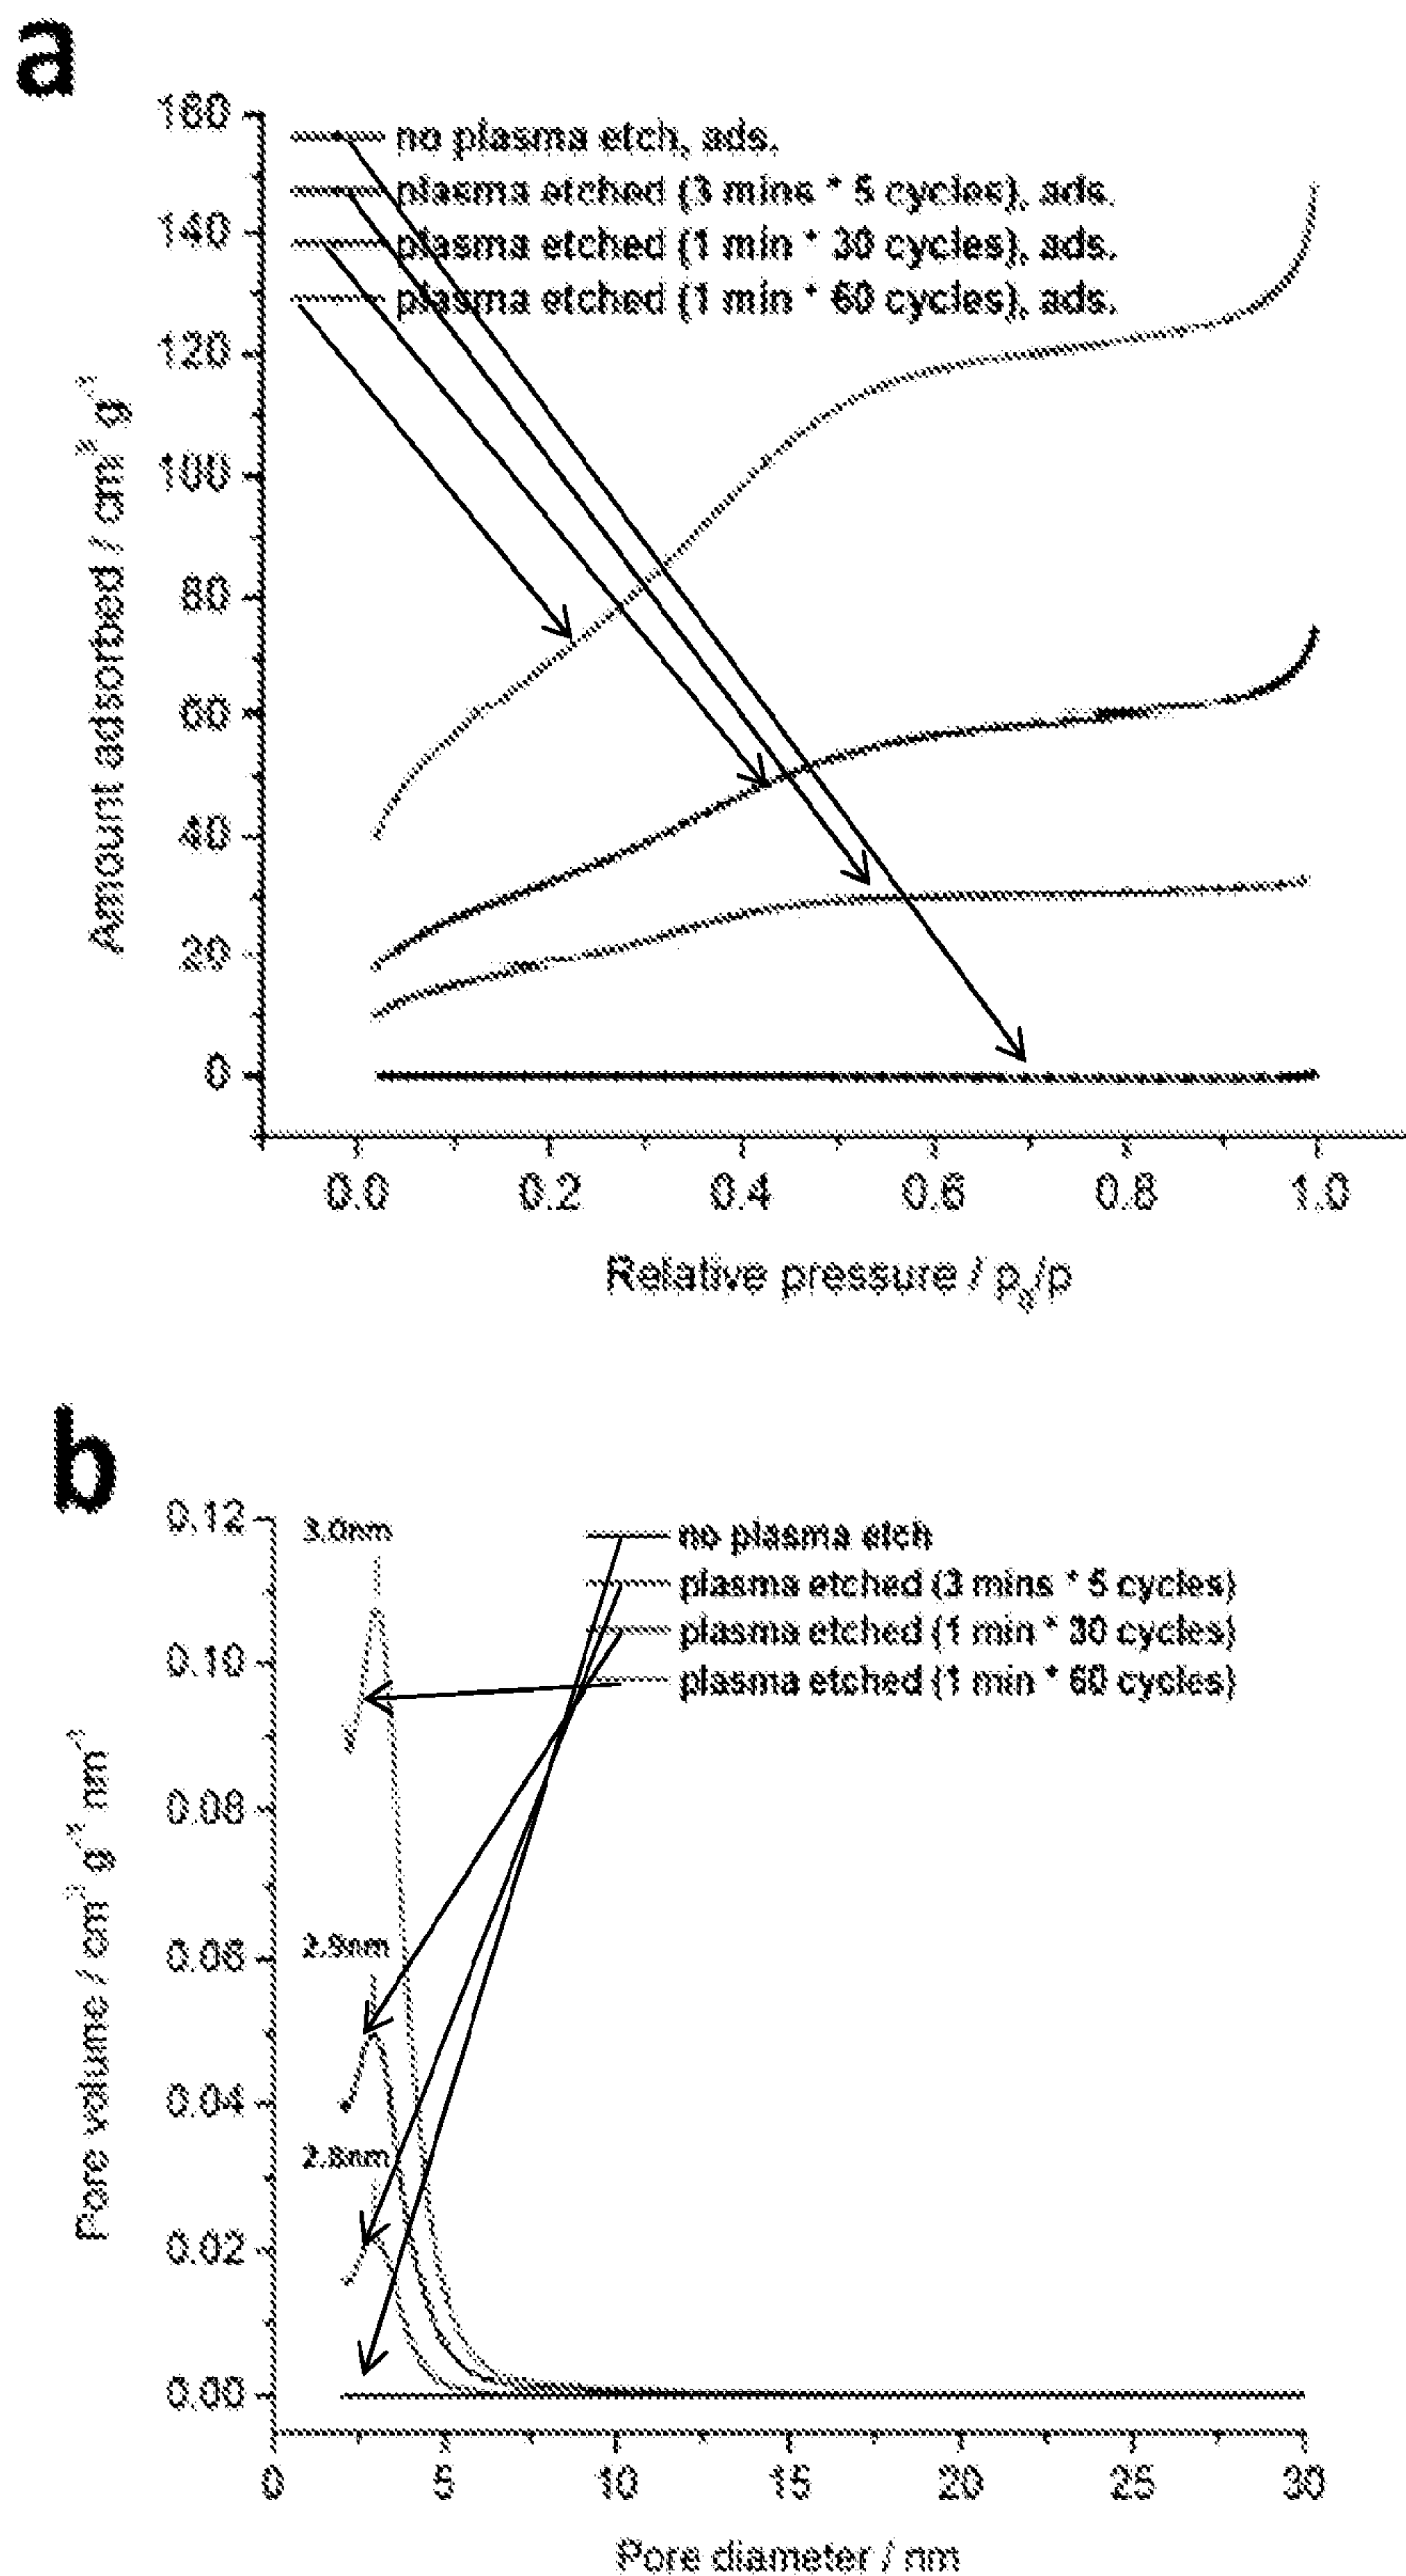 a
160
140
120
100
80
60
40
20
0
Amount adsorbed / cm³ g⁻¹
no plasma etch, ads.
plasma etched (3 mins * 5 cycles), ads.
plasma etched (1 min * 30 cycles), ads.
plasma etched (1 min * 60 cycles), ads.
0.0 0.2 0.4 0.6 0.8 1.0
Relative pressure / p₀/p
b
0.12
0.10
0.08
0.06
0.04
0.02
0.00
Pore volume / cm³ g⁻¹ nm⁻¹
3.0nm
2.9nm
2.8nm
no plasma etch
plasma etched (3 mins * 5 cycles)
plasma etched (1 min * 30 cycles)
plasma etched (1 min * 60 cycles)
0 5 10 15 20 25 30
Pore diameter / nm